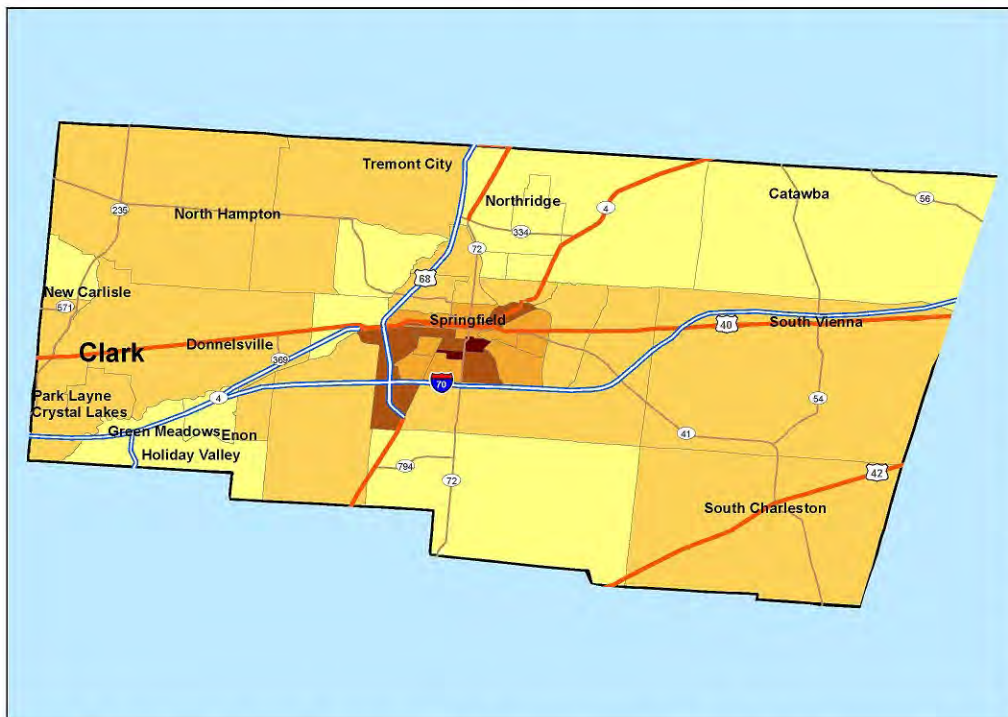 Tremont City
Catawba
56
Northridge
4
235
North Hampton
334
72
68
New Carlisle
571
Springfield
40
South Vienna
Donnelsville
Clark
369
70
Park Layne
4
54
Crystal Lakes
Green Meadows
Enon
41
Holiday Valley
794
42
72
South Charleston